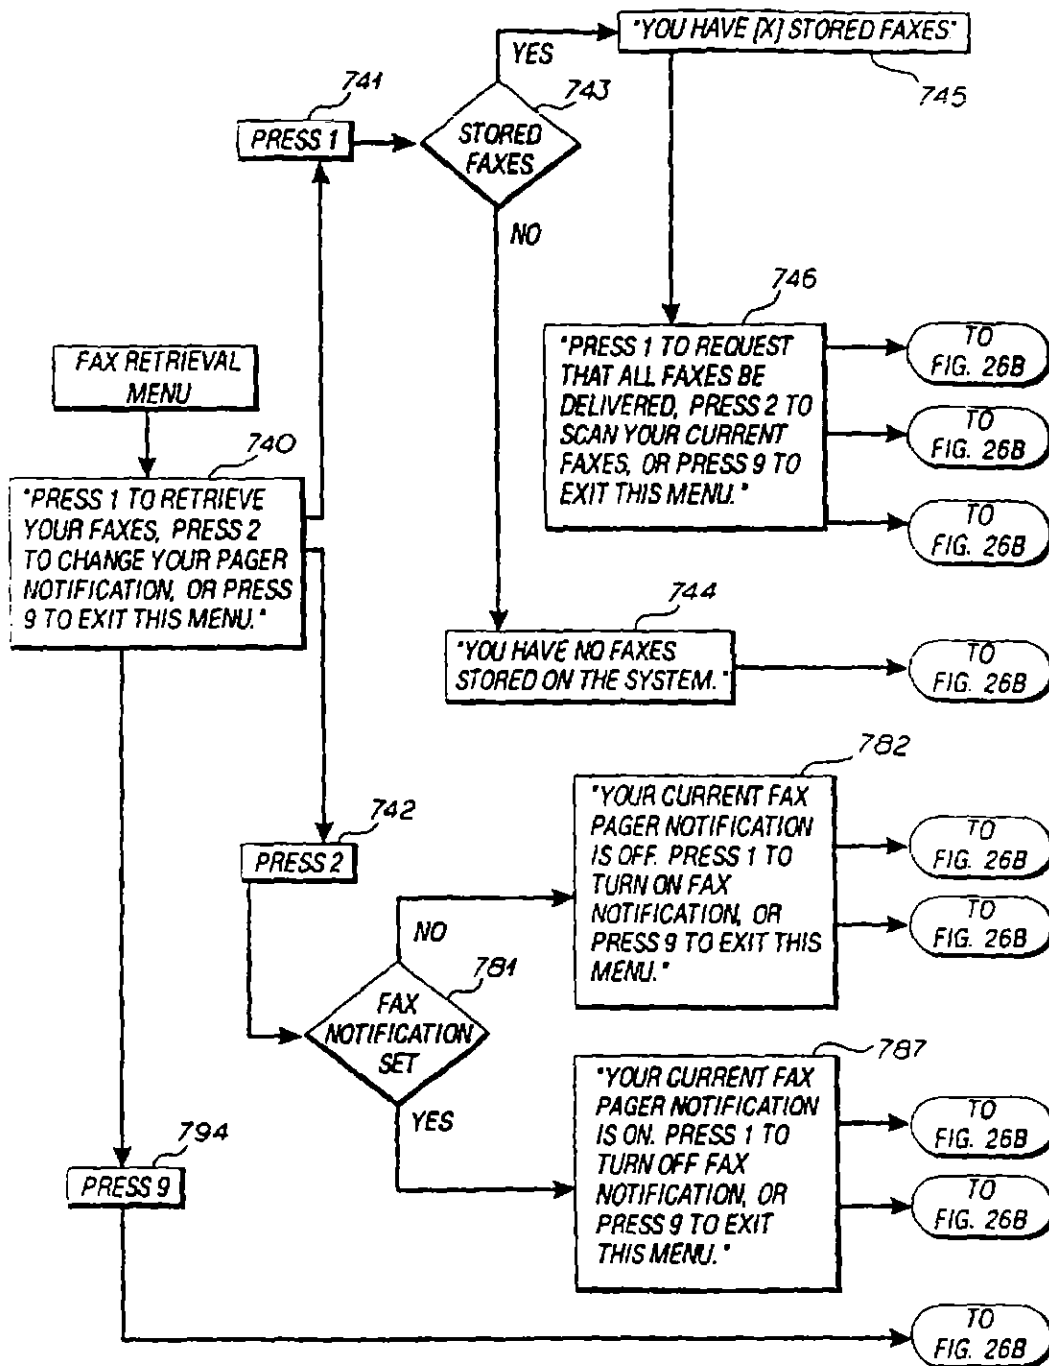 "YOU HAVE [X] STORED FAXES"
745
YES
741
743
PRESS 1
STORED
FAXES
NO
746
"PRESS 1 TO REQUEST
THAT ALL FAXES BE
DELIVERED, PRESS 2 TO
SCAN YOUR CURRENT
FAXES, OR PRESS 9 TO
EXIT THIS MENU."
TO
FIG. 26B
TO
FIG. 26B
TO
FIG. 26B
FAX RETRIEVAL
MENU
740
"PRESS 1 TO RETRIEVE
YOUR FAXES, PRESS 2
TO CHANGE YOUR PAGER
NOTIFICATION, OR PRESS
9 TO EXIT THIS MENU."
744
"YOU HAVE NO FAXES
STORED ON THE SYSTEM."
TO
FIG. 26B
742
PRESS 2
782
"YOUR CURRENT FAX
PAGER NOTIFICATION
IS OFF. PRESS 1 TO
TURN ON FAX
NOTIFICATION, OR
PRESS 9 TO EXIT THIS
MENU."
TO
FIG. 26B
TO
FIG. 26B
NO
781
FAX
NOTIFICATION
SET
YES
787
"YOUR CURRENT FAX
PAGER NOTIFICATION
IS ON. PRESS 1 TO
TURN OFF FAX
NOTIFICATION, OR
PRESS 9 TO EXIT
THIS MENU."
TO
FIG. 26B
TO
FIG. 26B
794
PRESS 9
TO
FIG. 26B